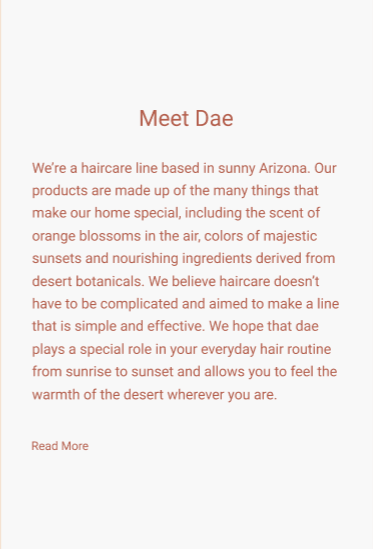 Meet Dae
We're a haircare line based in sunny Arizona. Our
products are made up of the many things that
make our home special, including the scent of
orange blossoms in the air, colors of majestic
sunsets and nourishing ingredients derived from
desert botanicals. We believe haircare doesn't
have to be complicated and aimed to make a line
that is simple and effective. We hope that dae
plays a special role in your everyday hair routine
from sunrise to sunset and allows you to feel the
warmth of the desert wherever you are.
Read More